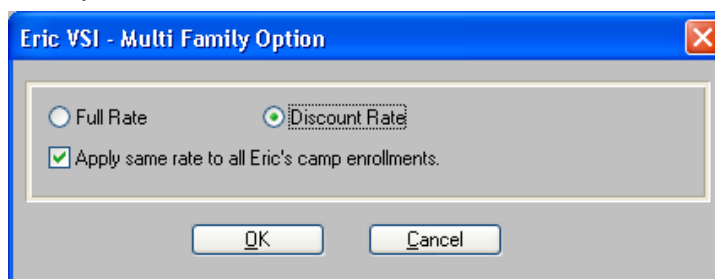 Eric VSI - Multi Family Option
Full Rate Discount Rate
Apply same rate to all Eric's camp enrollments.
OK Cancel